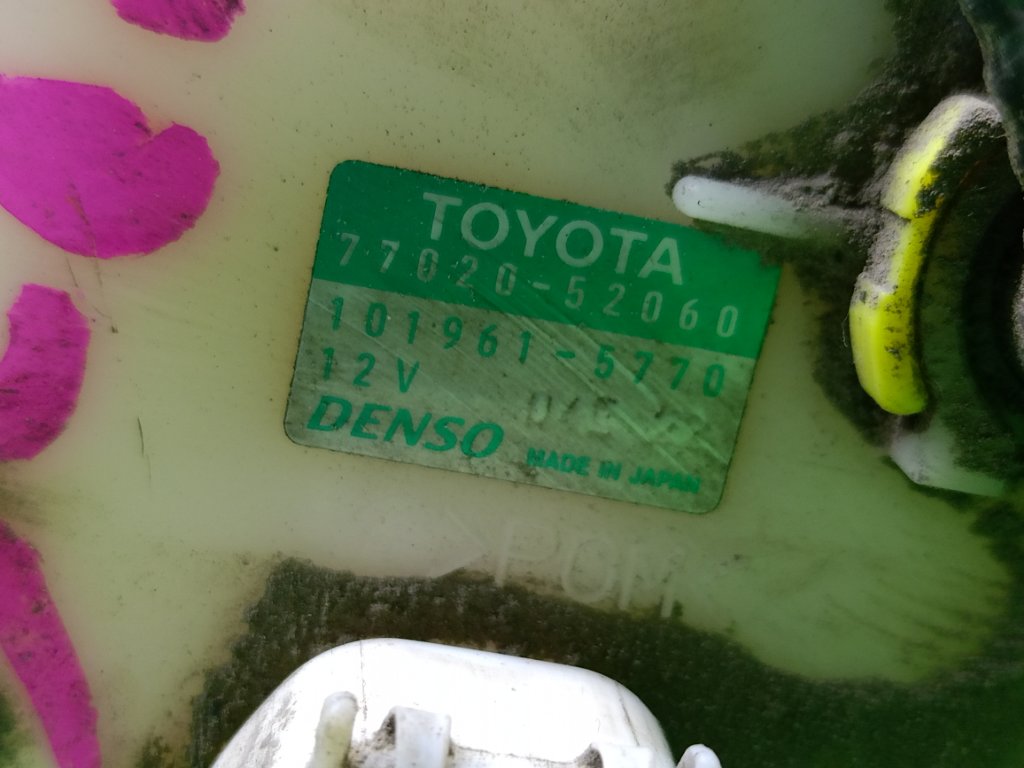 TOYOTA
77020-52060
101961-5770
12V
DENSO MADE IN JAPAN
>POM<